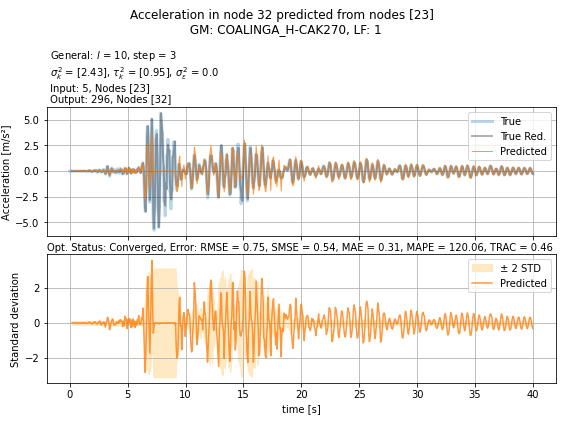 Acceleration in node 32 predicted from nodes [23]
GM: COALINGA_H-CAK270, LF: 1
General: l = 10, step = 3
σ²ₖ = [2.43], τ²ₖ = [0.95], σ²ε = 0.0
Input: 5, Nodes [23]
Output: 296, Nodes [32]
Acceleration [m/s²]
5.0
2.5
0.0
−2.5
−5.0
True
True Red.
Predicted
Opt. Status: Converged, Error: RMSE = 0.75, SMSE = 0.54, MAE = 0.31, MAPE = 120.06, TRAC = 0.46
Standard deviation
2
0
−2
± 2 STD
Predicted
0 5 10 15 20 25 30 35 40
time [s]